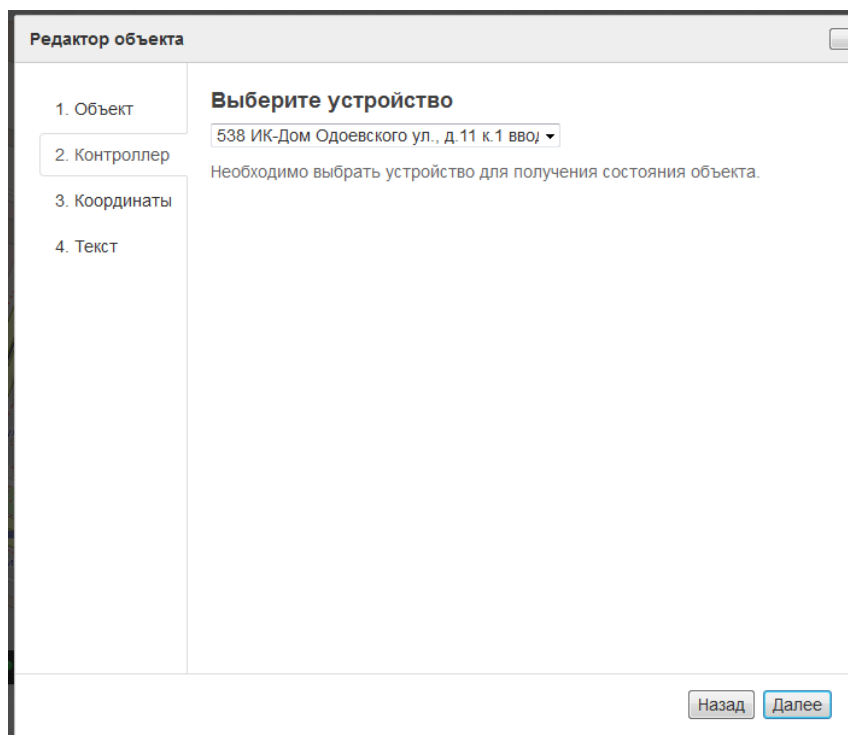 Редактор объекта
1. Объект
2. Контроллер
3. Координаты
4. Текст
Выберите устройство
538 ИК-Дом Одоевского ул., д.11 к.1
Необходимо выбрать устройство для получения состояния объекта.
Назад
Далее